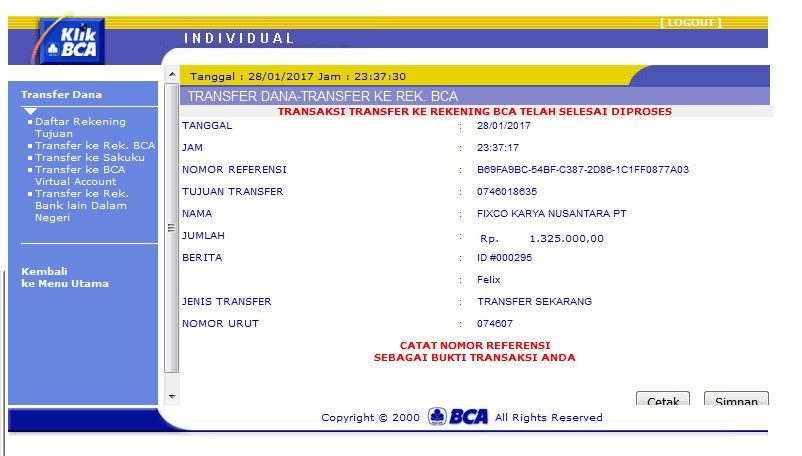 [ LOGOUT ]
Klik BCA
INDIVIDUAL
Tanggal : 28/01/2017 Jam : 23:37:30
Transfer Dana
Daftar Rekening
Tujuan
Transfer ke Rek. BCA
Transfer ke Sakuku
Transfer ke BCA
Virtual Account
Transfer ke Rek.
Bank lain Dalam
Negeri
Kembali
ke Menu Utama
TRANSFER DANA-TRANSFER KE REK. BCA
TRANSAKSI TRANSFER KE REKENING BCA TELAH SELESAI DIPROSES
TANGGAL : 28/01/2017
JAM : 23:37:17
NOMOR REFERENSI : B69FA9BC-54BF-C387-2D86-1C1FF0877A03
TUJUAN TRANSFER : 0746018635
NAMA : FIXCO KARYA NUSANTARA PT
JUMLAH : Rp. 1.325.000,00
BERITA : ID #000295
: Felix
JENIS TRANSFER : TRANSFER SEKARANG
NOMOR URUT : 074607
CATAT NOMOR REFERENSI
SEBAGAI BUKTI TRANSAKSI ANDA
Cetak Simpan
Copyright © 2000 BCA All Rights Reserved